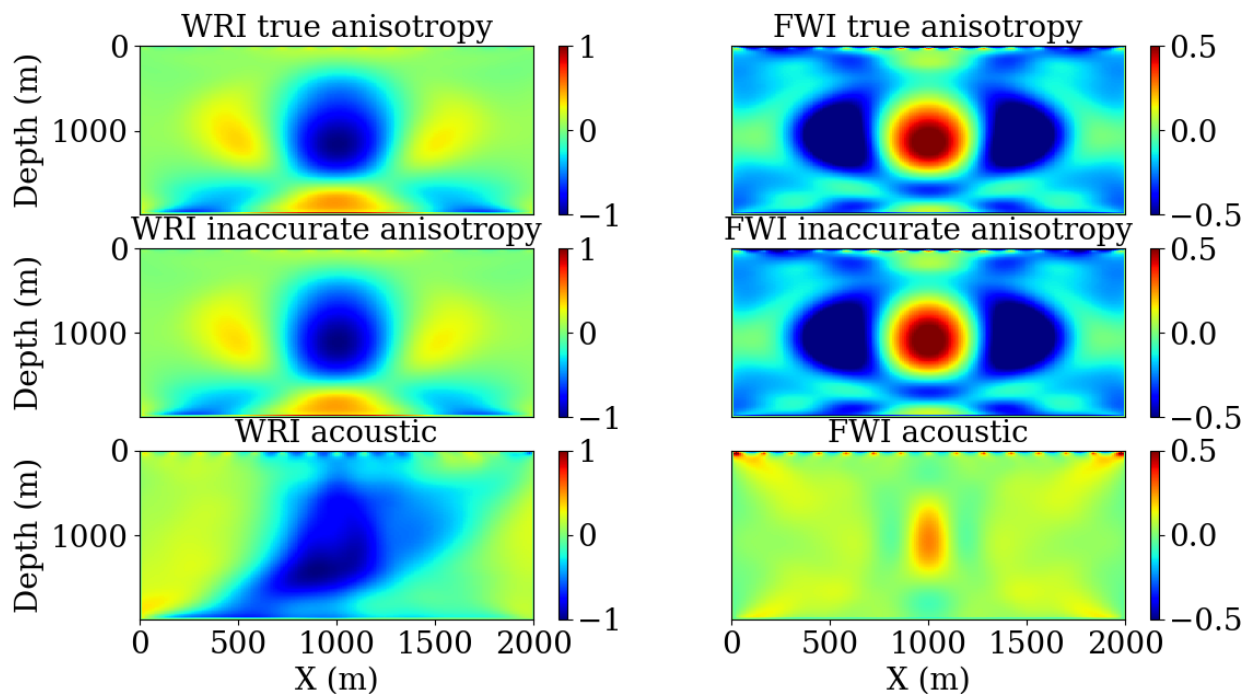 WRI true anisotropy FWI true anisotropy
0 1 0.5
Depth (m) 1000 0 0.0
−1 −0.5
WRI inaccurate anisotropy FWI inaccurate anisotropy
0 1 0.5
Depth (m) 1000 0 0.0
−1 −0.5
WRI acoustic FWI acoustic
0 1 0.5
Depth (m) 1000 0 0.0
−1 −0.5
0 500 1000 1500 2000 0 500 1000 1500 2000
X (m) X (m)